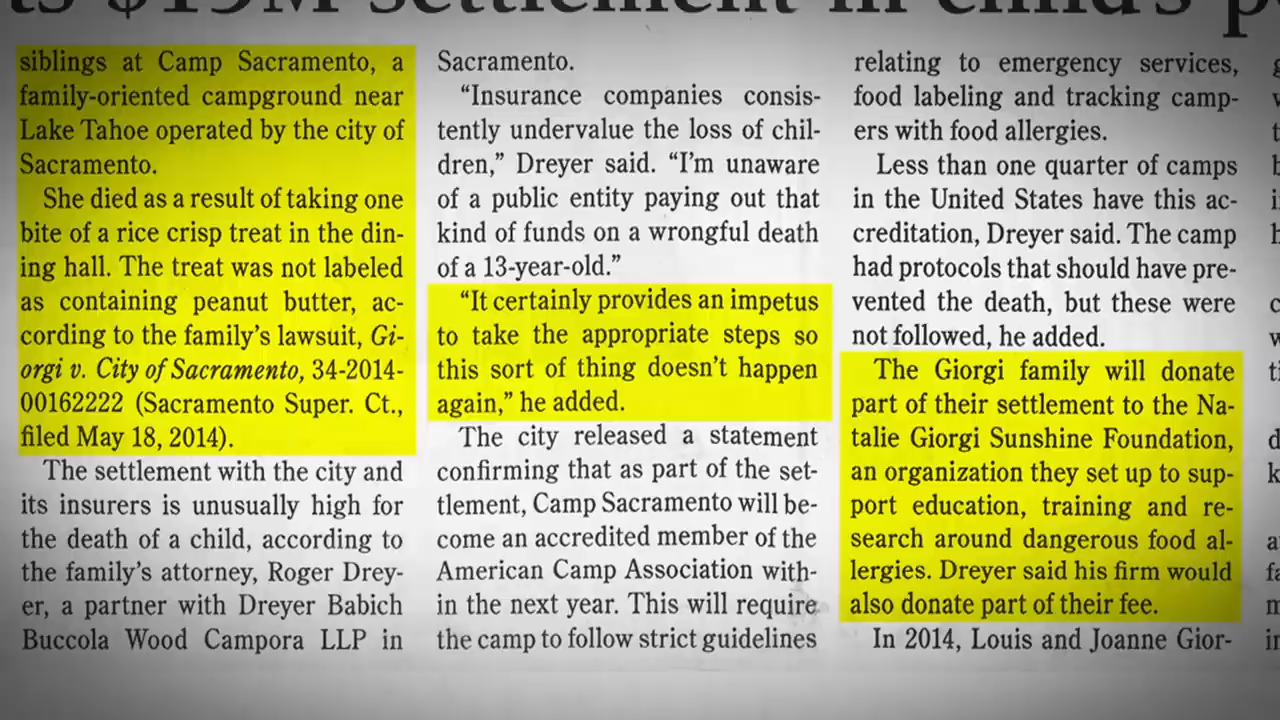 ts $15M settlement in child's p
siblings at Camp Sacramento, a
family-oriented campground near
Lake Tahoe operated by the city of
Sacramento.
She died as a result of taking one
bite of a rice crisp treat in the din-
ing hall. The treat was not labeled
as containing peanut butter, ac-
cording to the family's lawsuit, Gi-
orgi v. City of Sacramento, 34-2014-
00162222 (Sacramento Super. Ct.,
filed May 18, 2014).
The settlement with the city and
its insurers is unusually high for
the death of a child, according to
the family's attorney, Roger Drey-
er, a partner with Dreyer Babich
Buccola Wood Campora LLP in
Sacramento.
“Insurance companies consis-
tently undervalue the loss of chil-
dren,” Dreyer said. “I'm unaware
of a public entity paying out that
kind of funds on a wrongful death
of a 13-year-old.”
“It certainly provides an impetus
to take the appropriate steps so
this sort of thing doesn't happen
again,” he added.
The city released a statement
confirming that as part of the set-
tlement, Camp Sacramento will be-
come an accredited member of the
American Camp Association with-
in the next year. This will require
the camp to follow strict guidelines
relating to emergency services,
food labeling and tracking camp-
ers with food allergies.
Less than one quarter of camps
in the United States have this ac-
creditation, Dreyer said. The camp
had protocols that should have pre-
vented the death, but these were
not followed, he added.
The Giorgi family will donate
part of their settlement to the Na-
talie Giorgi Sunshine Foundation,
an organization they set up to sup-
port education, training and re-
search around dangerous food al-
lergies. Dreyer said his firm would
also donate part of their fee.
In 2014, Louis and Joanne Gior-